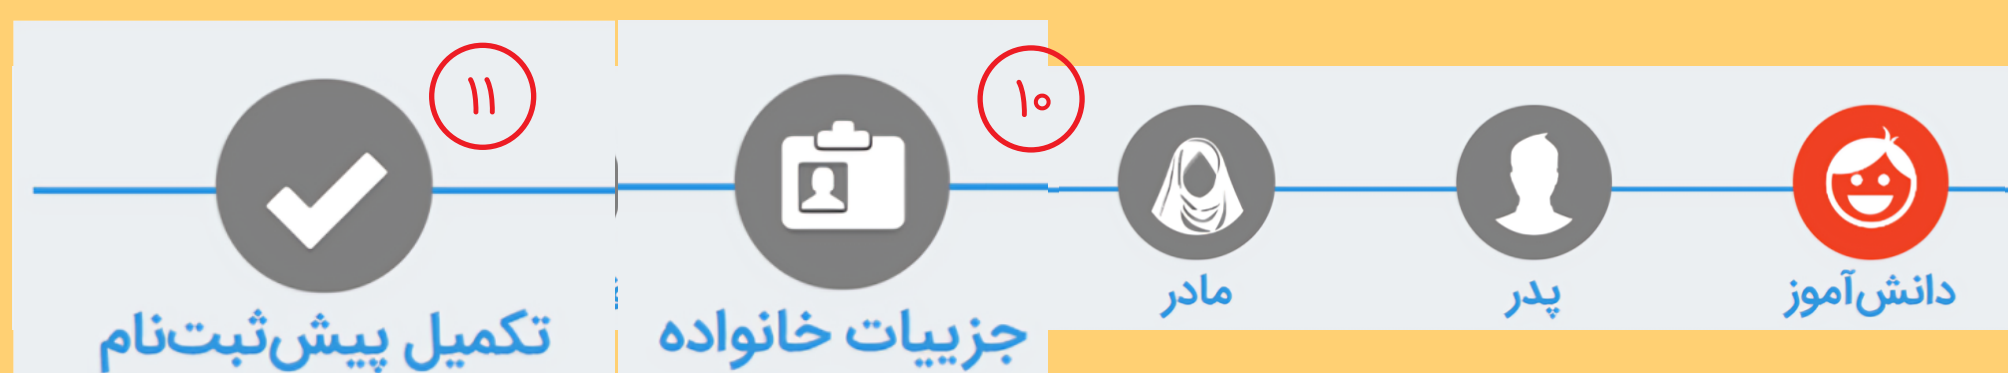 دانش‌آموز
پدر
مادر
۱۰
جزییات خانواده
۱۱
تکمیل پیش‌ثبت‌نام